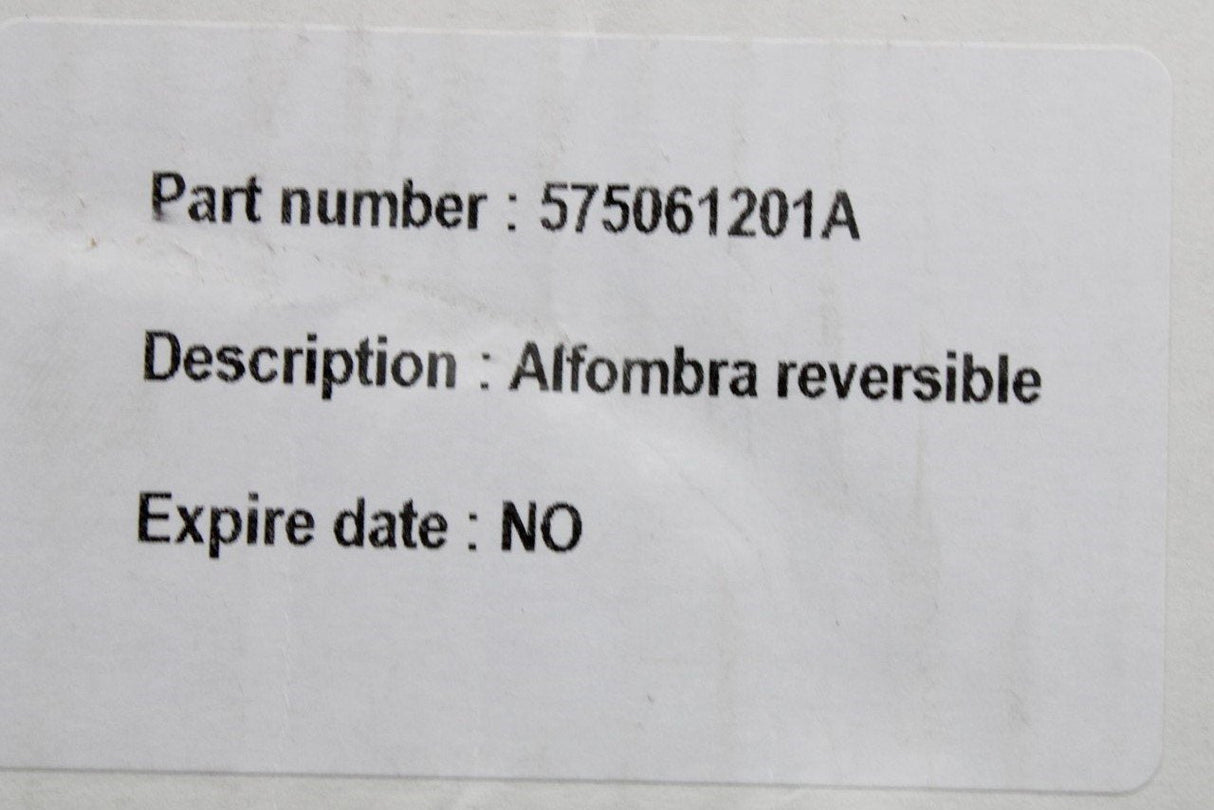 Part number : 575061201A
Description : Alfombra reversible
Expire date : NO